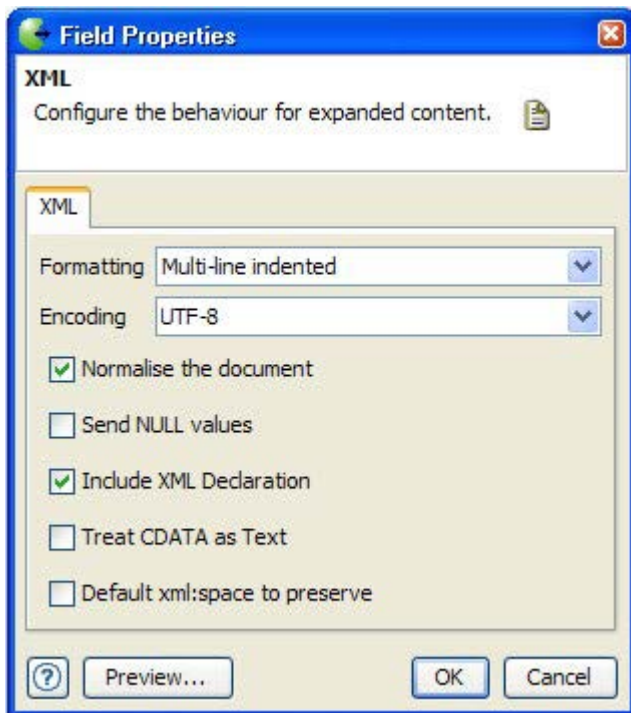 Field Properties
XML
Configure the behaviour for expanded content.
XML
Formatting Multi-line indented
Encoding UTF-8
Normalise the document
Send NULL values
Include XML Declaration
Treat CDATA as Text
Default xml:space to preserve
? Preview... OK Cancel